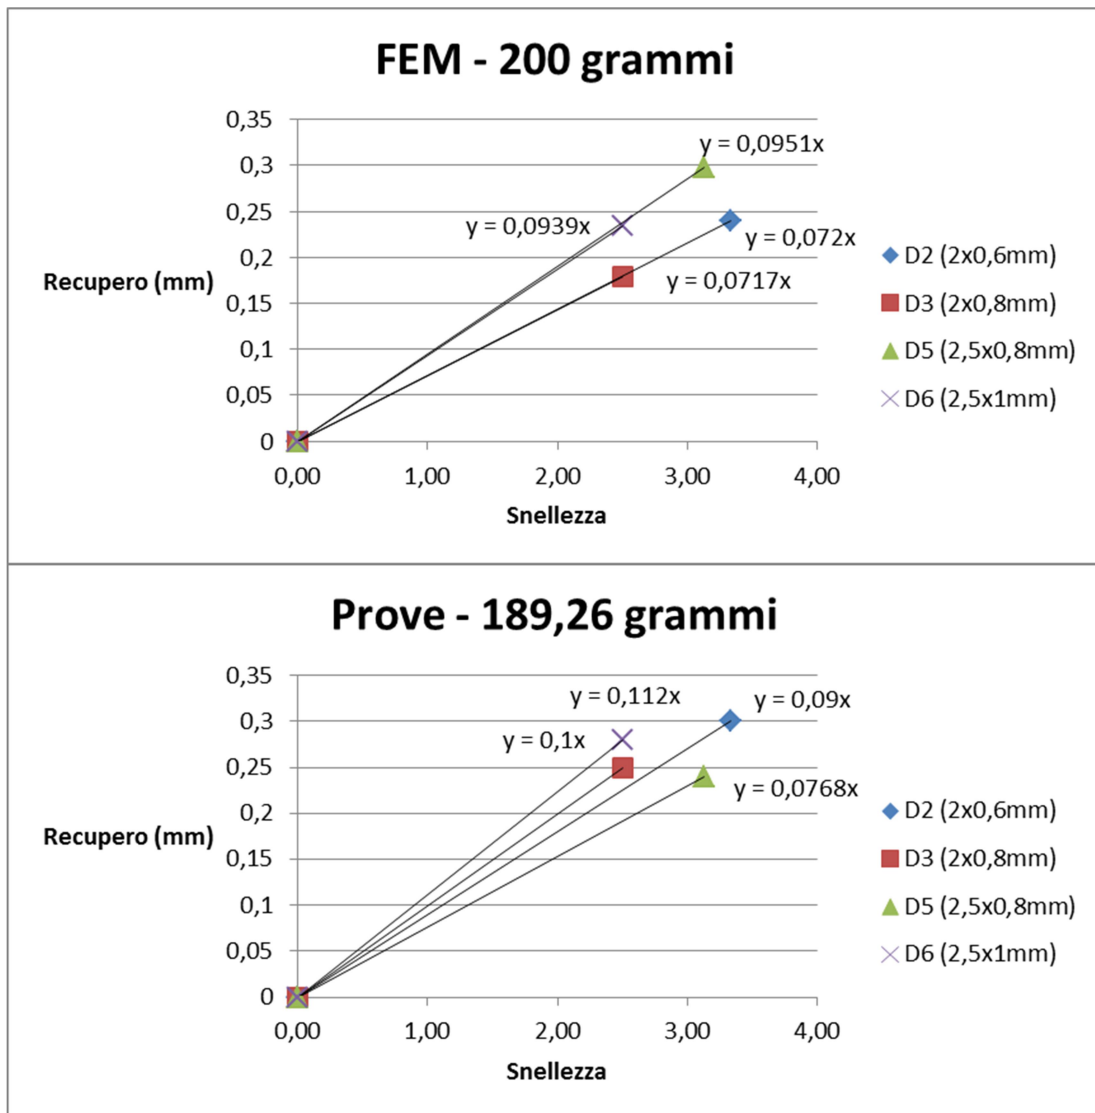 FEM - 200 grammi
0,35
0,3
0,25
0,2
0,15
0,1
0,05
0
y = 0,0951x
y = 0,0939x
y = 0,072x
y = 0,0717x
Recupero (mm)
D2 (2x0,6mm)
D3 (2x0,8mm)
D5 (2,5x0,8mm)
D6 (2,5x1mm)
0,00 1,00 2,00 3,00 4,00
Snellezza
Prove - 189,26 grammi
0,35
0,3
0,25
0,2
0,15
0,1
0,05
0
y = 0,112x
y = 0,09x
y = 0,1x
y = 0,0768x
Recupero (mm)
D2 (2x0,6mm)
D3 (2x0,8mm)
D5 (2,5x0,8mm)
D6 (2,5x1mm)
0,00 1,00 2,00 3,00 4,00
Snellezza